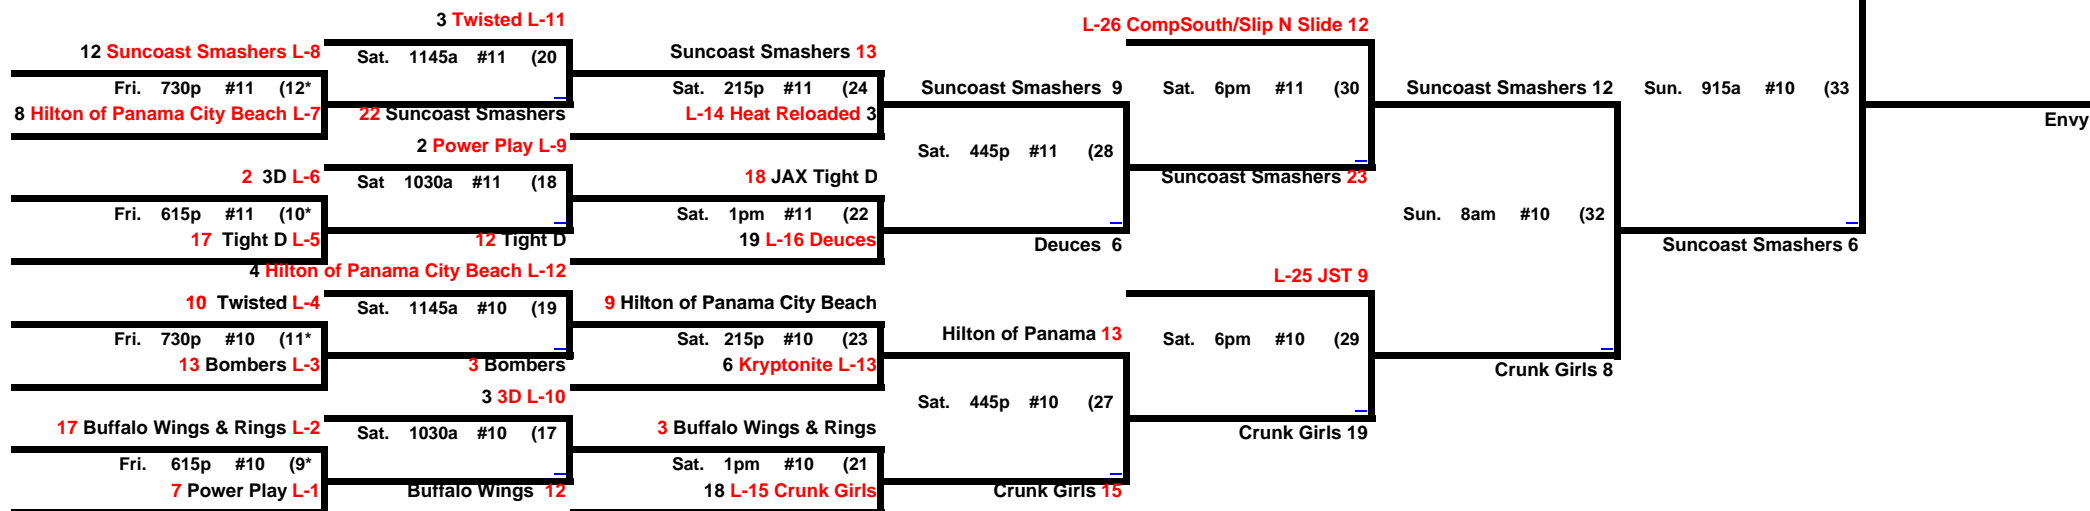 3 Twisted L-11
L-26 CompSouth/Slip N Slide 12
12 Suncoast Smashers L-8
Sat. 1145a #11 (20
Suncoast Smashers 13
Fri. 730p #11 (12*
Sat. 215p #11 (24
Suncoast Smashers 9
Sat. 6pm #11 (30
Suncoast Smashers 12
Sun. 915a #10 (33
8 Hilton of Panama City Beach L-7
22 Suncoast Smashers
L-14 Heat Reloaded 3
Envy
2 Power Play L-9
Sat. 445p #11 (28
2 3D L-6
Sat 1030a #11 (18
18 JAX Tight D
Suncoast Smashers 23
Fri. 615p #11 (10*
Sat. 1pm #11 (22
Sun. 8am #10 (32
17 Tight D L-5
12 Tight D
19 L-16 Deuces
Deuces 6
Suncoast Smashers 6
4 Hilton of Panama City Beach L-12
L-25 JST 9
10 Twisted L-4
Sat. 1145a #10 (19
9 Hilton of Panama City Beach
Fri. 730p #10 (11*
Sat. 215p #10 (23
Hilton of Panama 13
Sat. 6pm #10 (29
13 Bombers L-3
3 Bombers
6 Kryptonite L-13
Crunk Girls 8
3 3D L-10
Sat. 445p #10 (27
17 Buffalo Wings & Rings L-2
Sat. 1030a #10 (17
3 Buffalo Wings & Rings
Crunk Girls 19
Fri. 615p #10 (9*
Sat. 1pm #10 (21
7 Power Play L-1
Buffalo Wings 12
18 L-15 Crunk Girls
Crunk Girls 15